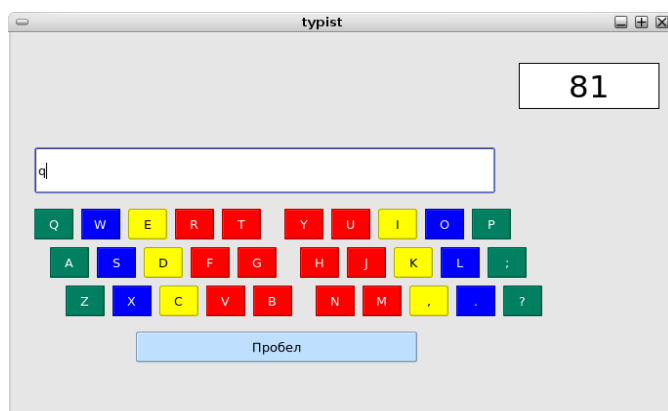 typist
81
q
Q W E R T Y U I O P
A S D F G H J K L ;
Z X C V B N M , . ?
Пробел